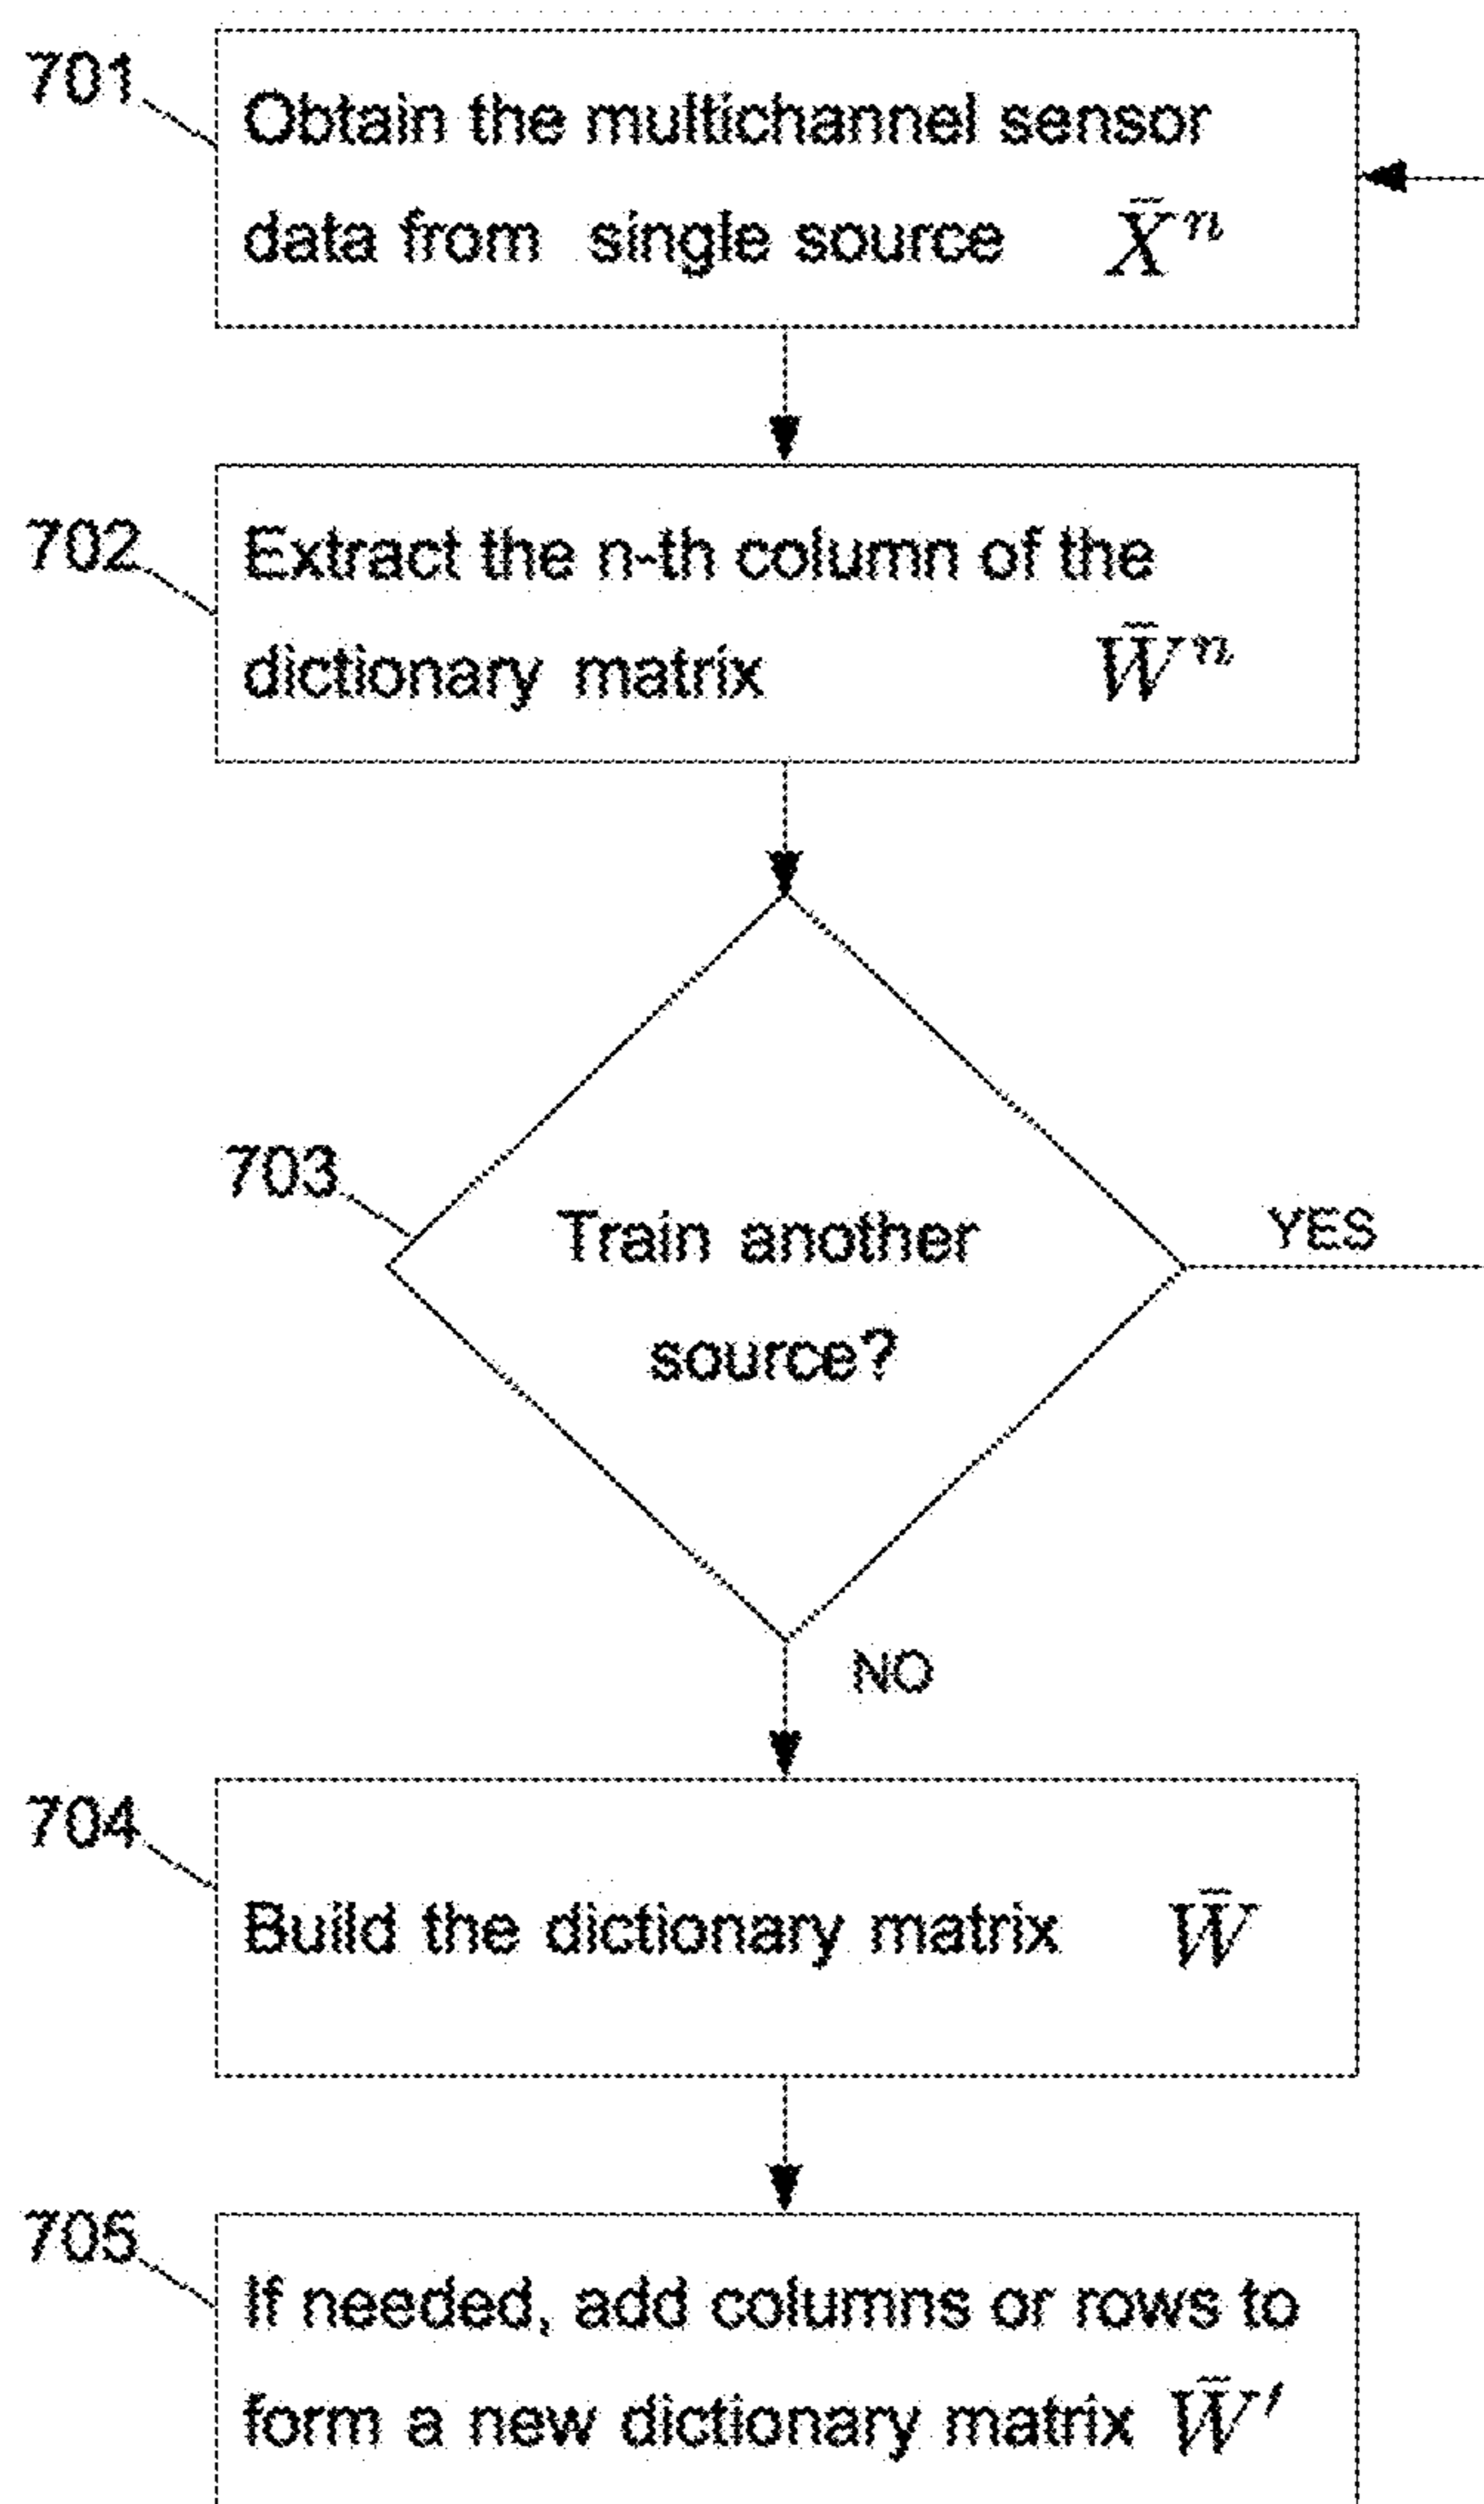 701
Obtain the multichannel sensor
data from single source X̄ⁿ
702
Extract the n-th column of the
dictionary matrix W̄ⁿ
703
Train another
source?
YES
NO
704
Build the dictionary matrix W̄
705
If needed, add columns or rows to
form a new dictionary matrix W̄′